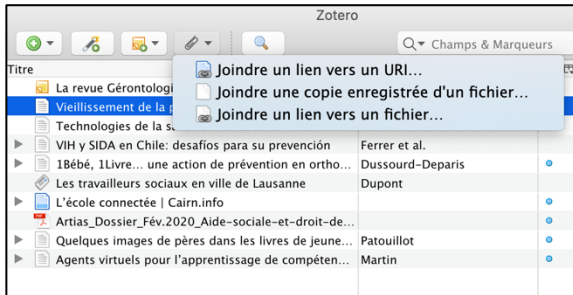 Zotero
Champs & Marqueurs
Titre
Joindre un lien vers un URI...
Joindre une copie enregistrée d'un fichier...
Joindre un lien vers un fichier...
La revue Gérontologi
Vieillissement de la p
Technologies de la s
VIH y SIDA en Chile: desafíos para su prevención Ferrer et al.
1Bébé, 1Livre... une action de prévention en ortho... Dussourd-Deparis
Les travailleurs sociaux en ville de Lausanne Dupont
L'école connectée | Cairn.info
Artias_Dossier_Fév.2020_Aide-sociale-et-droit-de...
Quelques images de pères dans les livres de jeune... Patouillot
Agents virtuels pour l'apprentissage de compéten... Martin